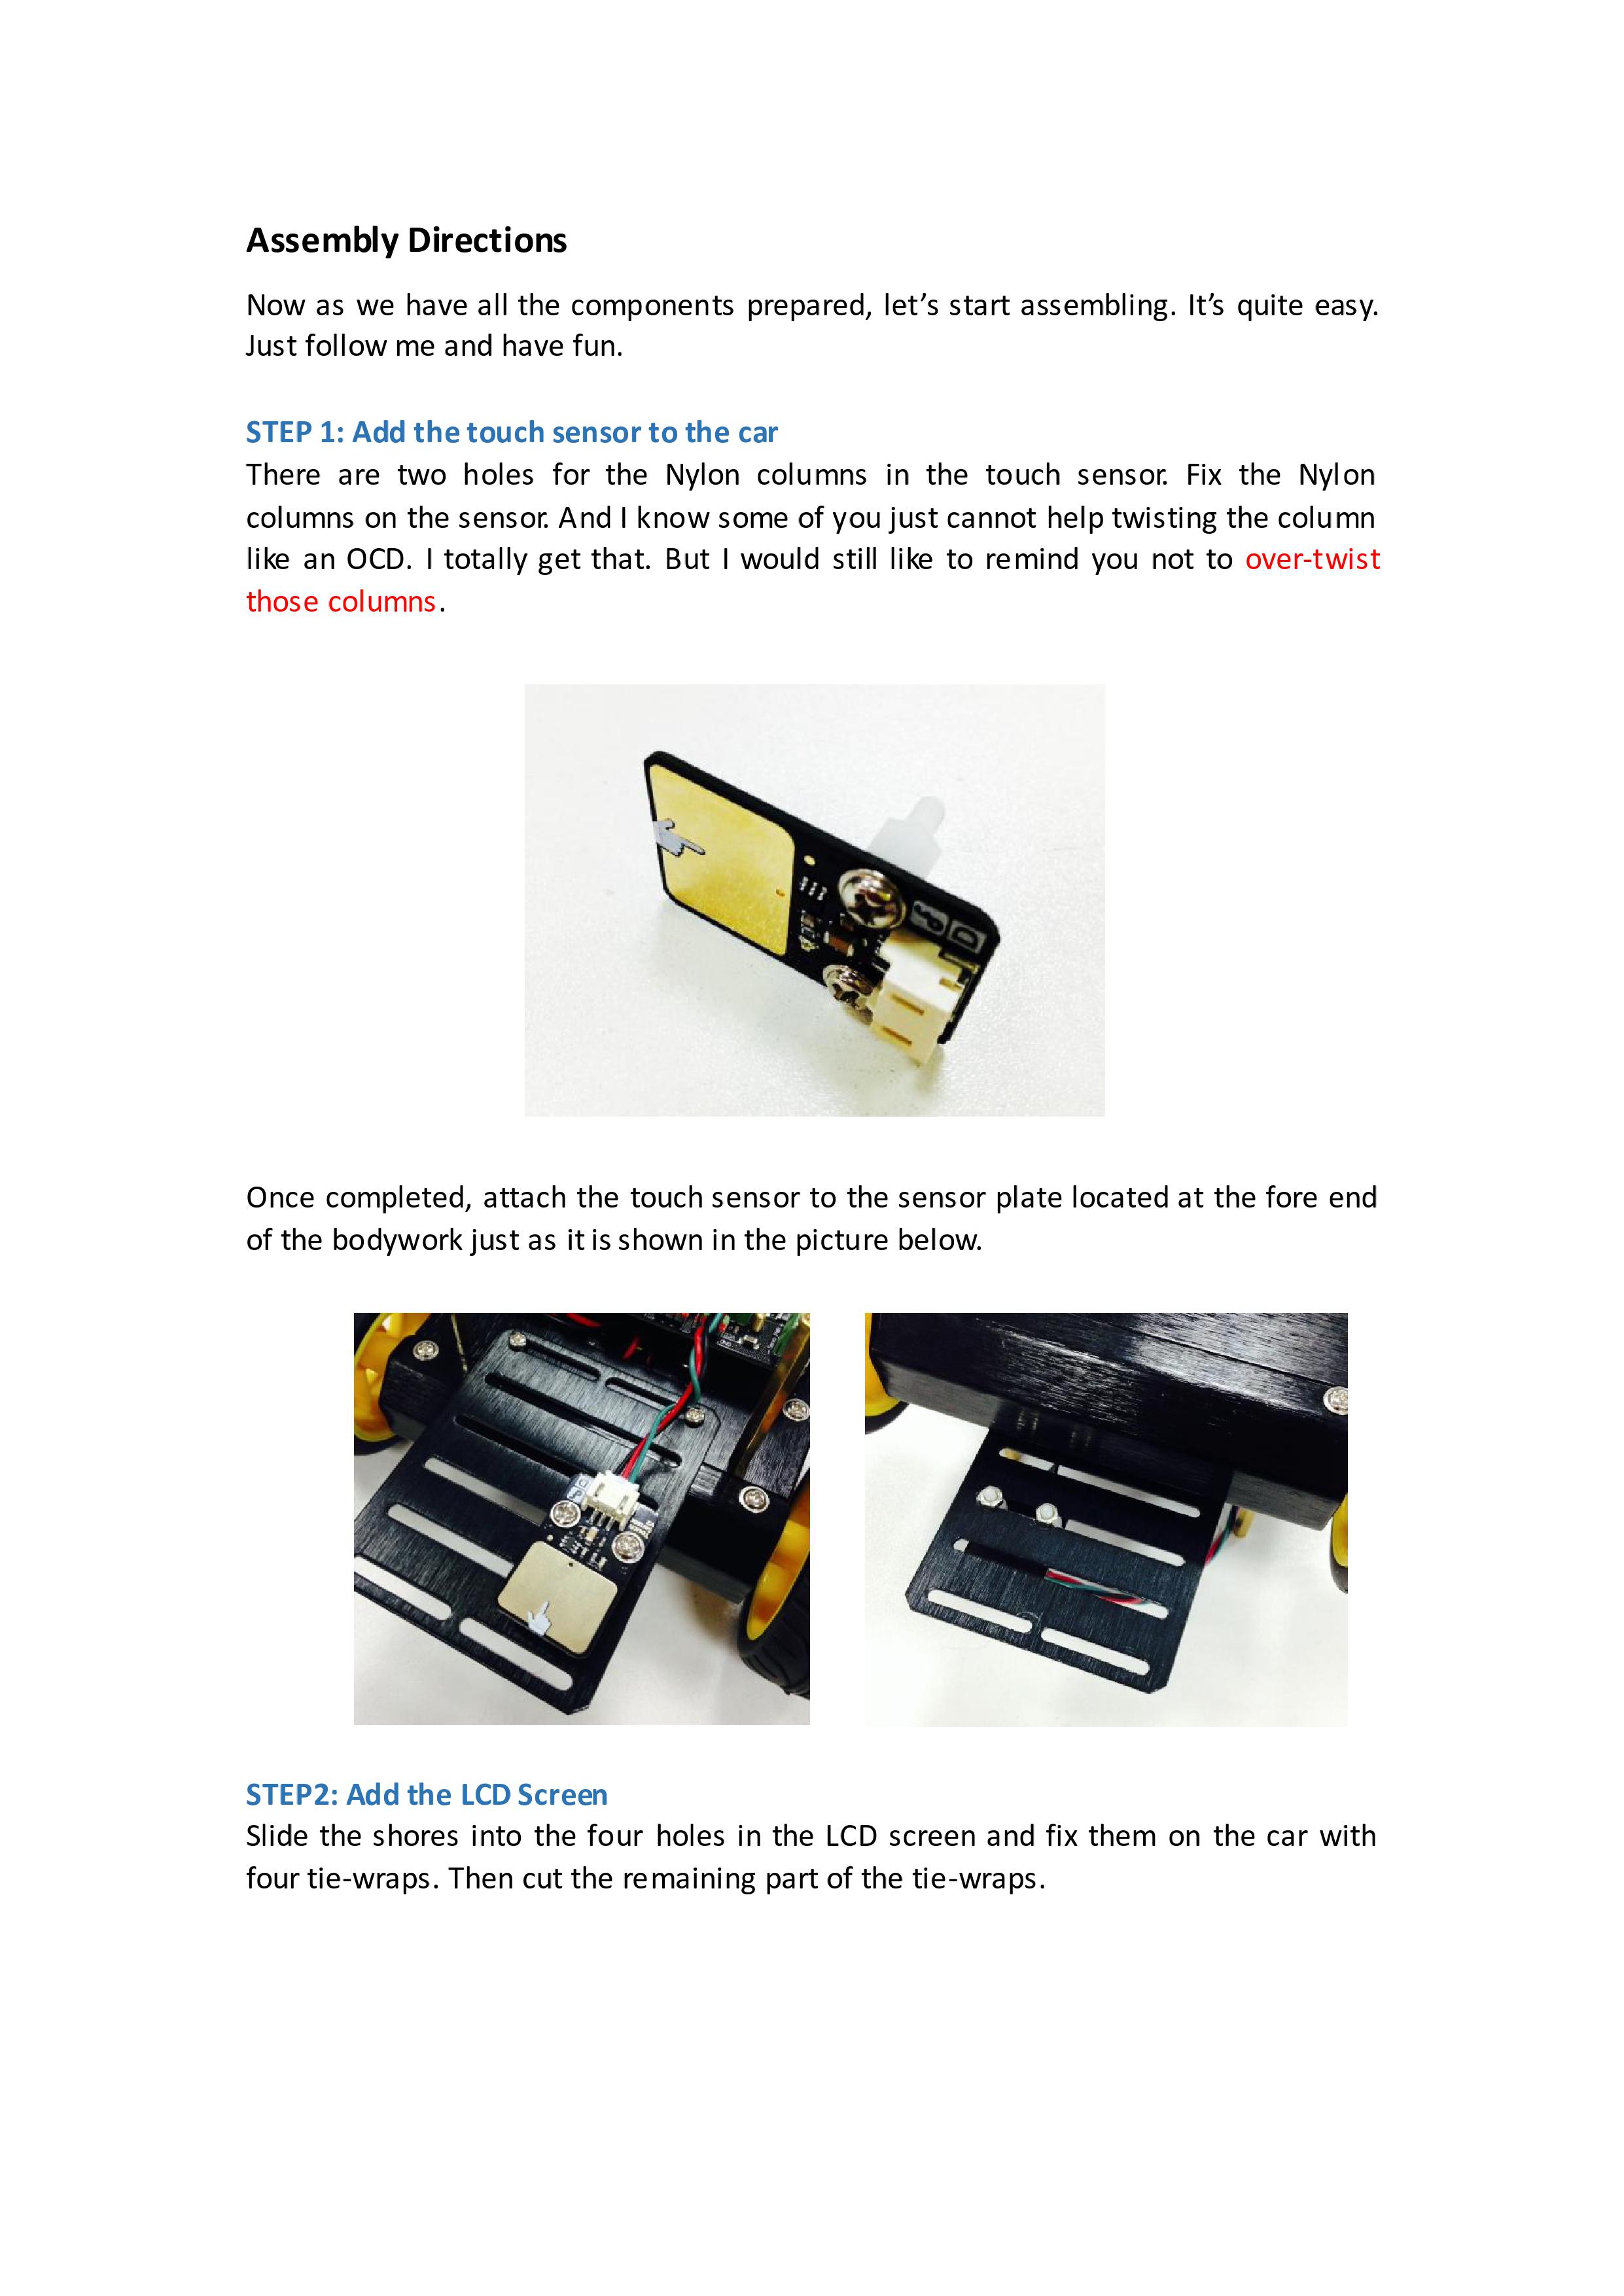 Assembly Directions
Now as we have all the components prepared, let’s start assembling. It’s quite easy.
Just follow me and have fun.
STEP 1: Add the touch sensor to the car
There are two holes for the Nylon columns in the touch sensor. Fix the Nylon
columns on the sensor. And I know some of you just cannot help twisting the column
like an OCD. I totally get that. But I would still like to remind you not to over-twist
those columns.
D
Once completed, attach the touch sensor to the sensor plate located at the fore end
of the bodywork just as it is shown in the picture below.
STEP2: Add the LCD Screen
Slide the shores into the four holes in the LCD screen and fix them on the car with
four tie-wraps. Then cut the remaining part of the tie-wraps.